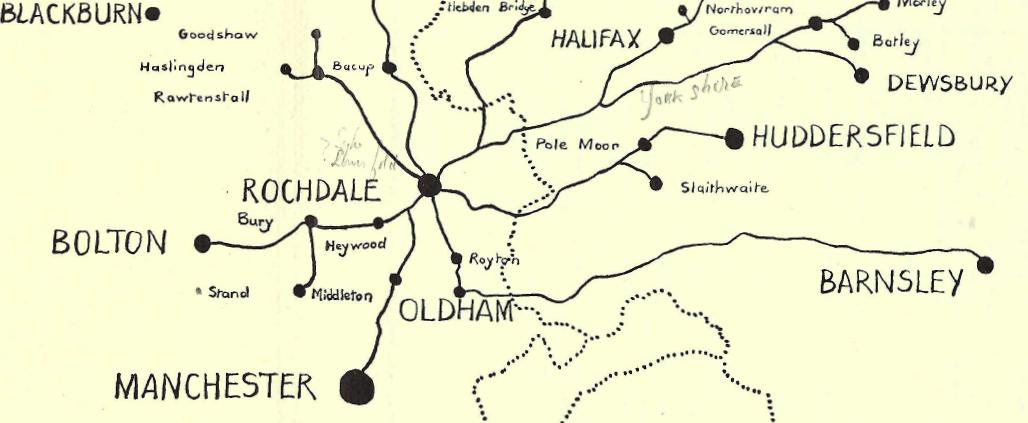 BLACKBURN
Hebden Bridge
Northowram
Morley
Goodshaw
HALIFAX
Gomersall
Batley
Haslingden
Bacup
DEWSBURY
Rawtenstall
Yorkshire
Pole Moor
HUDDERSFIELD
ROCHDALE
Slaithwaite
Bury
BOLTON
Heywood
Royton
Stand
Middleton
OLDHAM
BARNSLEY
MANCHESTER